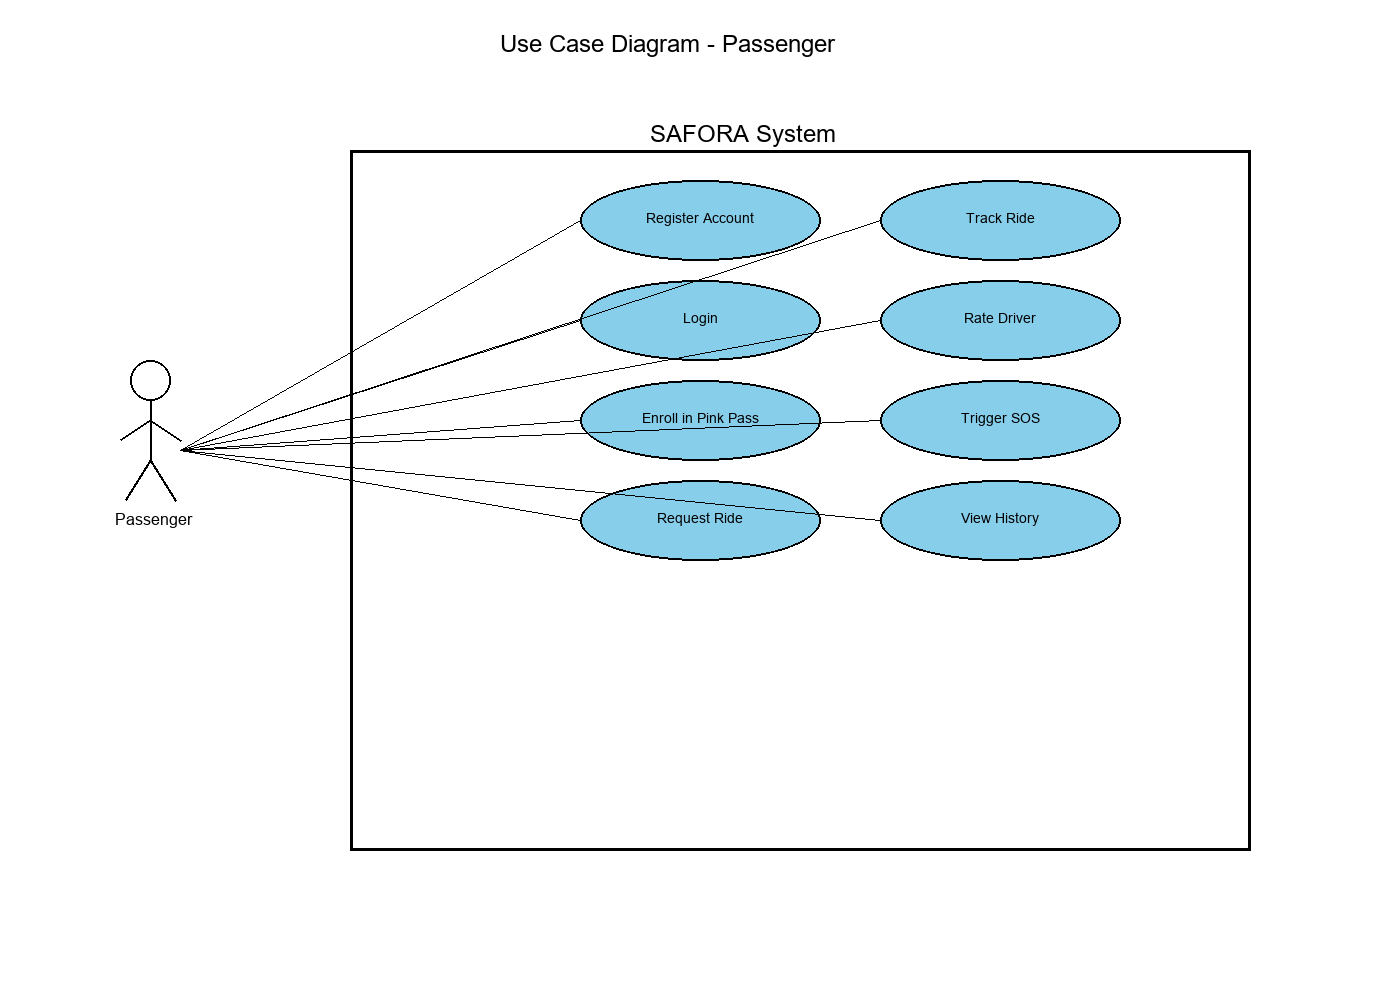 Use Case Diagram - Passenger
SAFORA System
Register Account
Track Ride
Login
Rate Driver
Enroll in Pink Pass
Trigger SOS
Request Ride
View History
Passenger